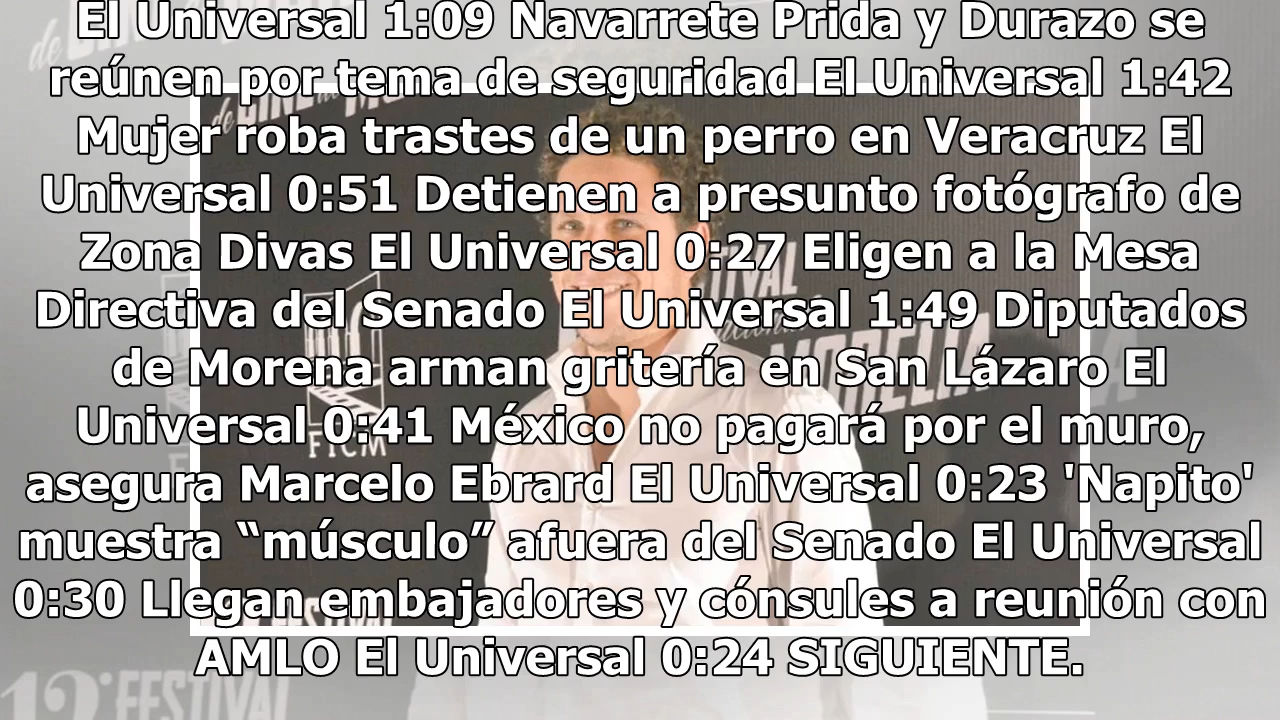 El Universal 1:09 Navarrete Prida y Durazo se
reúnen por tema de seguridad El Universal 1:42
Mujer roba trastes de un perro en Veracruz El
Universal 0:51 Detienen a presunto fotógrafo de
Zona Divas El Universal 0:27 Eligen a la Mesa
Directiva del Senado El Universal 1:49 Diputados
de Morena arman gritería en San Lázaro El
Universal 0:41 México no pagará por el muro,
asegura Marcelo Ebrard El Universal 0:23 'Napito'
muestra “músculo” afuera del Senado El Universal
0:30 Llegan embajadores y cónsules a reunión con
AMLO El Universal 0:24 SIGUIENTE.
FICM
12° FESTIVAL